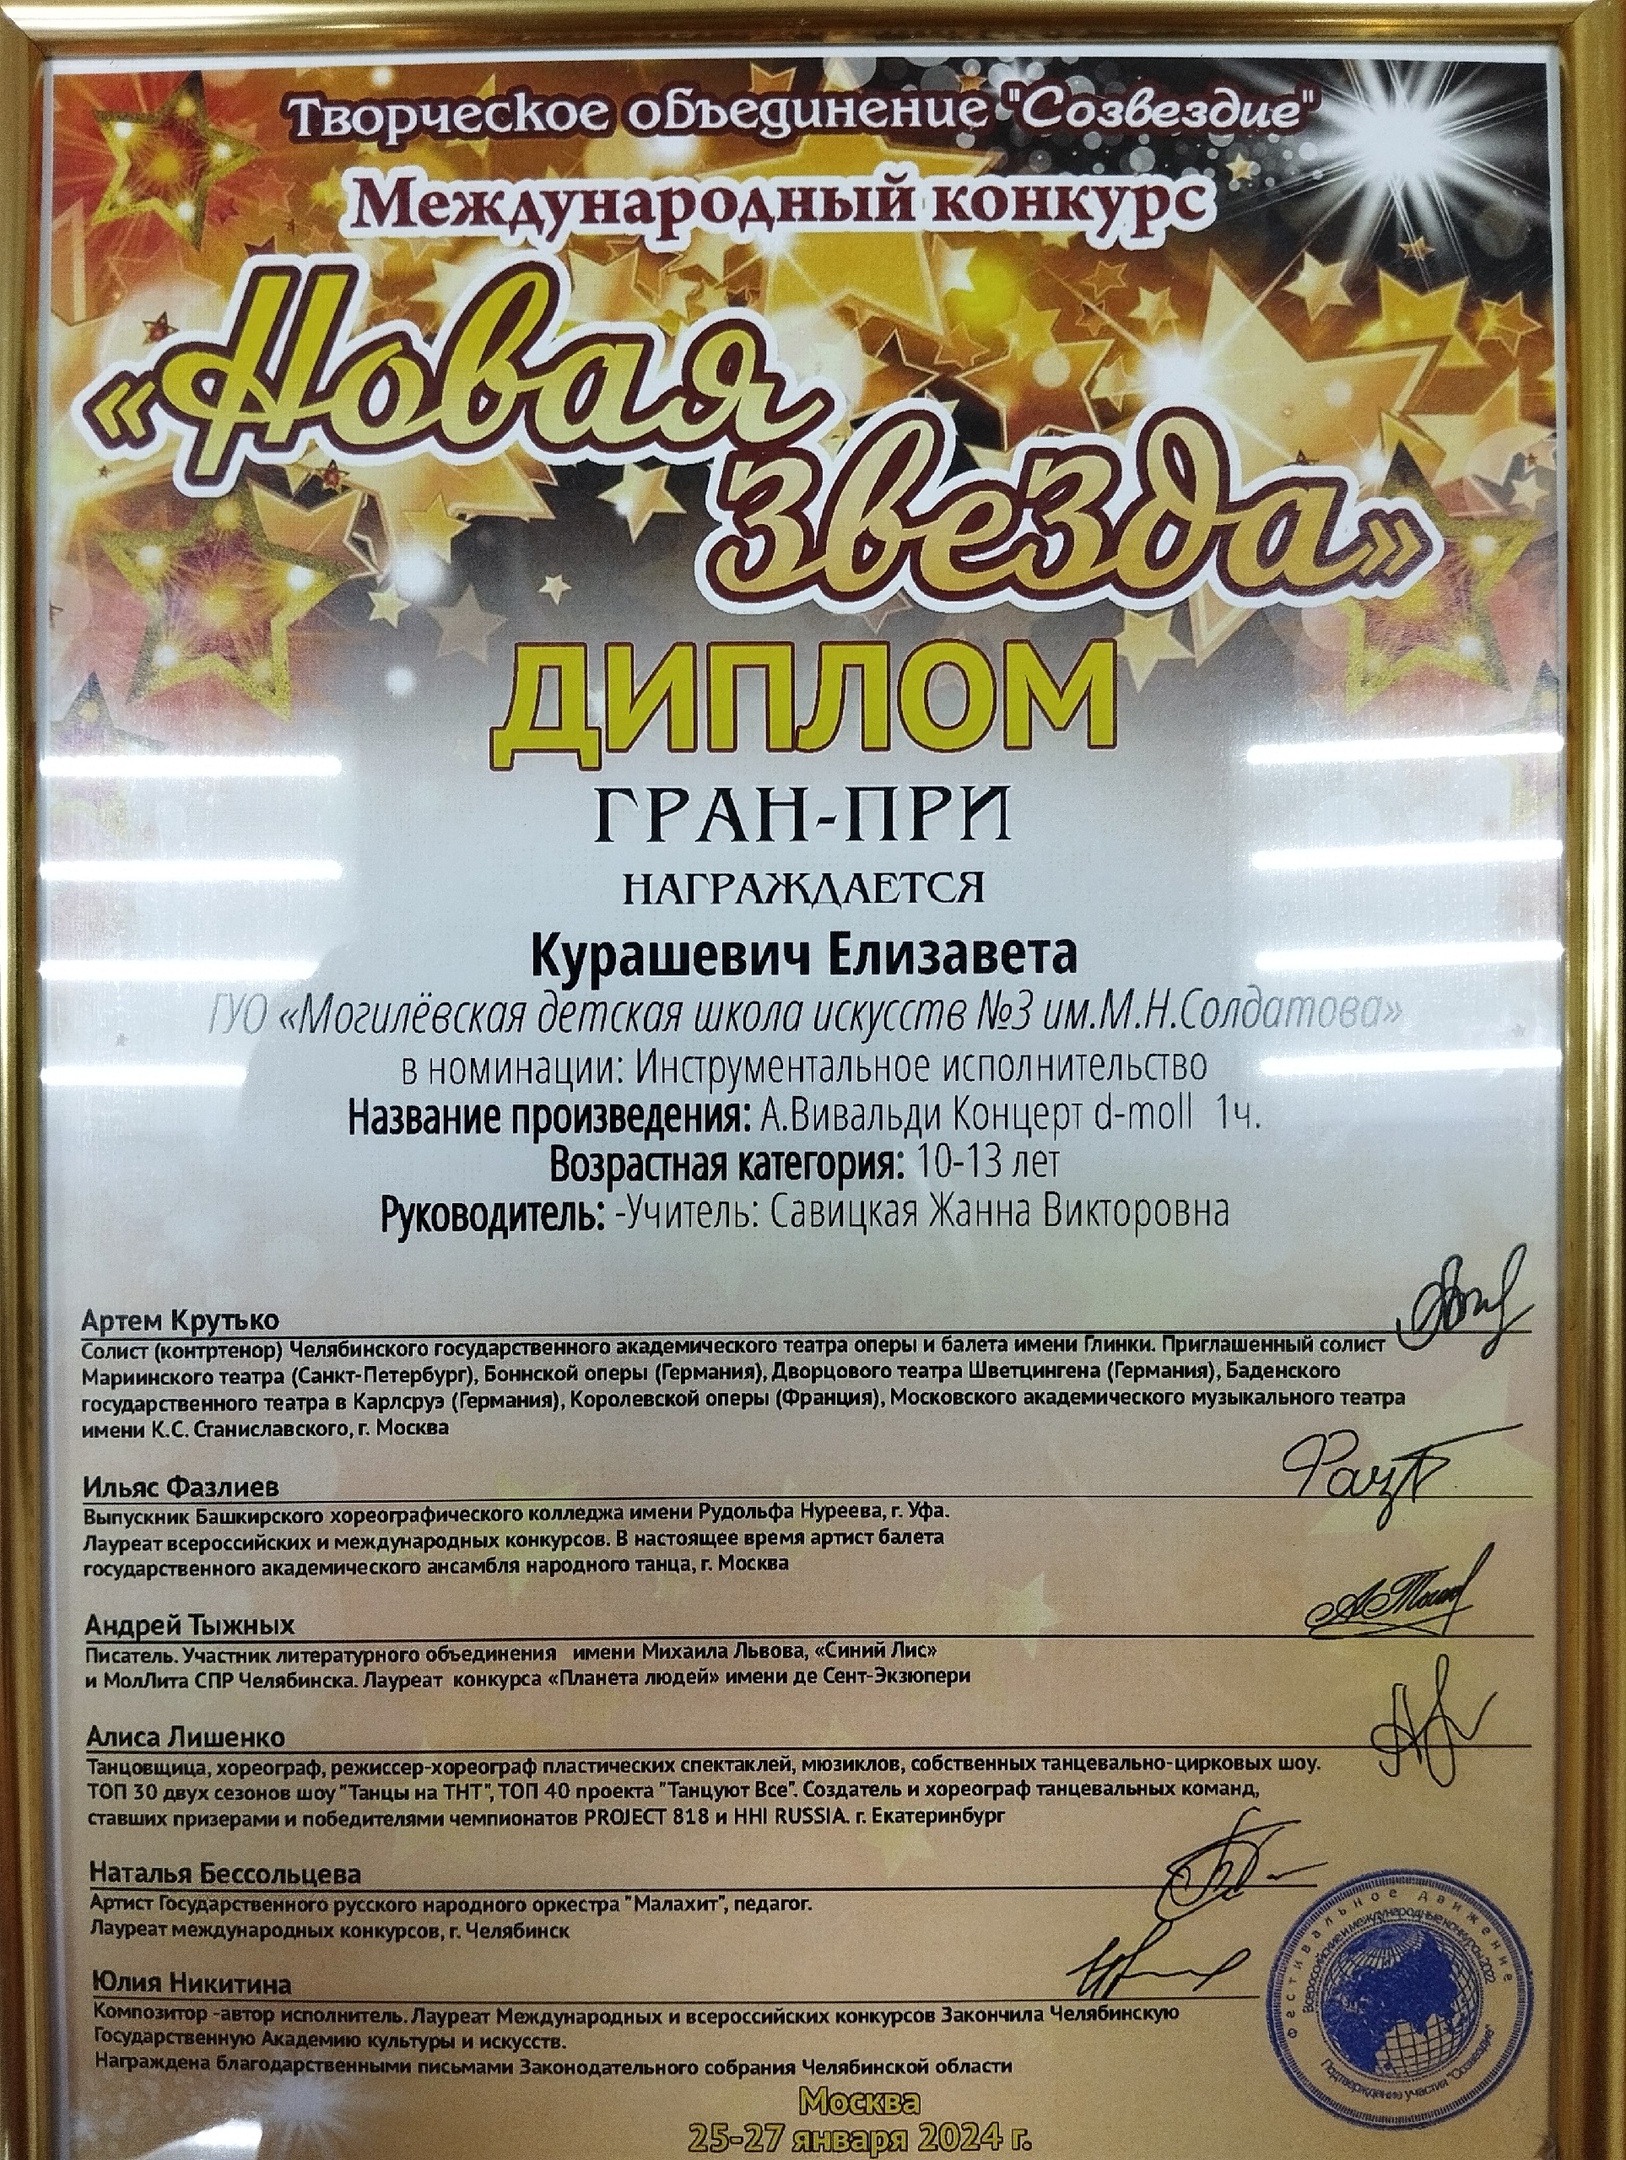 Творческое объединение "Созвездие"
Международный конкурс
«Новая
звезда»
ДИПЛОМ
ГРАН-ПРИ
НАГРАЖДАЕТСЯ
Курашевич Елизавета
ГУО «Могилёвская детская школа искусств №3 им.М.Н.Солдатова»
в номинации: Инструментальное исполнительство
Название произведения: А.Вивальди Концерт d-moll 1ч.
Возрастная категория: 10-13 лет
Руководитель: -Учитель: Савицкая Жанна Викторовна
Артем Крутько
Солист (контртенор) Челябинского государственного академического театра оперы и балета имени Глинки. Приглашенный солист
Мариинского театра (Санкт-Петербург), Боннской оперы (Германия), Дворцового театра Шветцингена (Германия), Баденского
государственного театра в Карлсруэ (Германия), Королевской оперы (Франция), Московского академического музыкального театра
имени К.С. Станиславского, г. Москва
Ильяс Фазлиев
Выпускник Башкирского хореографического колледжа имени Рудольфа Нуреева, г. Уфа.
Лауреат всероссийских и международных конкурсов. В настоящее время артист балета
государственного академического ансамбля народного танца, г. Москва
Андрей Тыжных
Писатель. Участник литературного объединения имени Михаила Львова, «Синий Лис»
и МолЛита СПР Челябинска. Лауреат конкурса «Планета людей» имени де Сент-Экзюпери
Алиса Лишенко
Танцовщица, хореограф, режиссер-хореограф пластических спектаклей, мюзиклов, собственных танцевально-цирковых шоу.
ТОП 30 двух сезонов шоу "Танцы на ТНТ", ТОП 40 проекта "Танцуют Все". Создатель и хореограф танцевальных команд,
ставших призерами и победителями чемпионатов PROJECT 818 и HHI RUSSIA. г. Екатеринбург
Наталья Бессольцева
Артист Государственного русского народного оркестра "Малахит", педагог.
Лауреат международных конкурсов, г. Челябинск
Юлия Никитина
Композитор -автор исполнитель. Лауреат Международных и всероссийских конкурсов Закончила Челябинскую
Государственную Академию культуры и искусств.
Награждена благодарственными письмами Законодательного собрания Челябинской области
Фестивальное движение
Всероссийские и международные конкурсы 2022
Подтверждение участия "Созвездие"
Москва
25-27 января 2024 г.